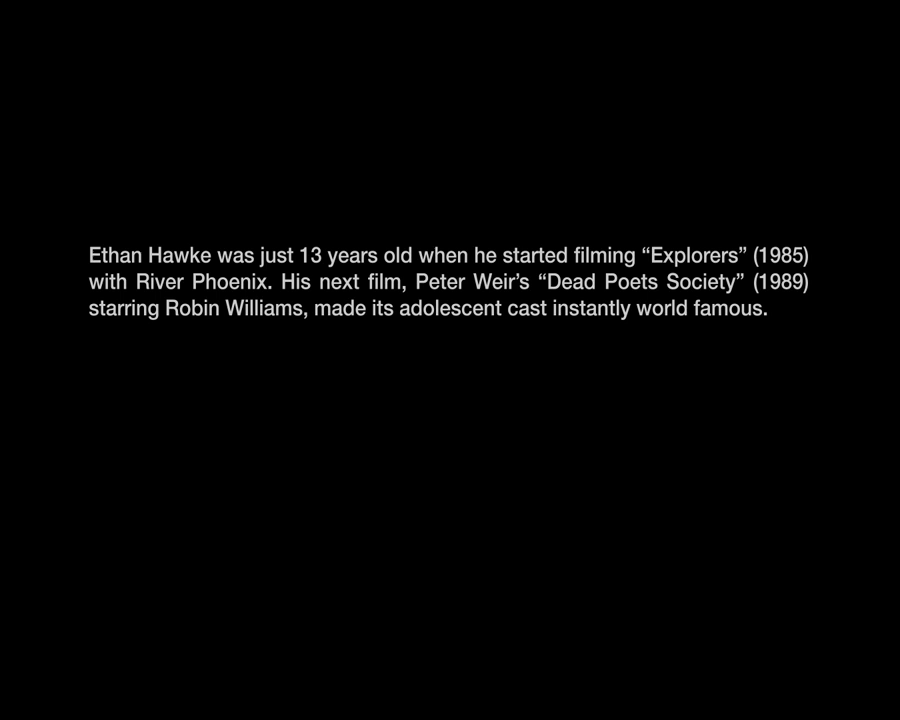 Ethan Hawke was just 13 years old when he started filming “Explorers” (1985)
with River Phoenix. His next film, Peter Weir’s “Dead Poets Society” (1989)
starring Robin Williams, made its adolescent cast instantly world famous.